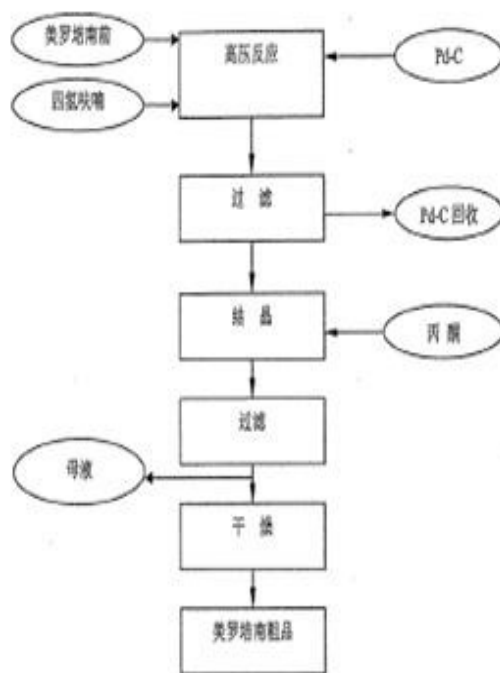 美罗培南前
高压反应
Pd-C
四氢呋喃
过滤
Pd-C回收
结晶
丙酮
过滤
母液
干燥
美罗培南粗品